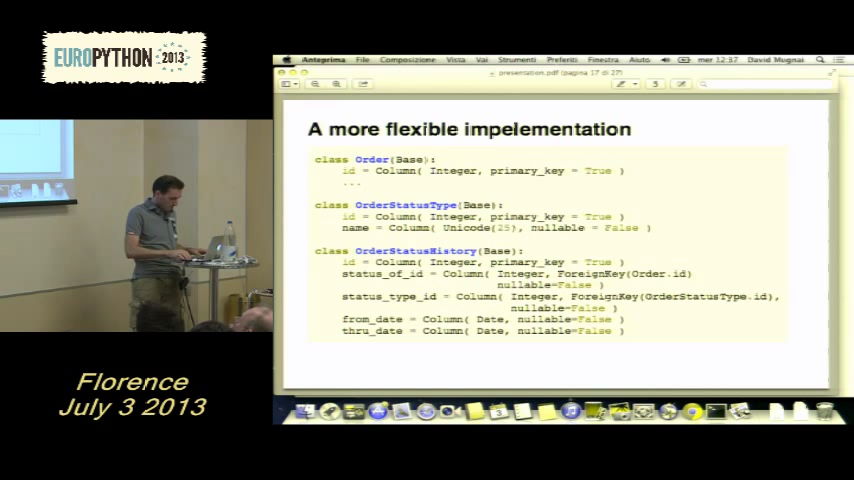 EUROPYTHON 2013
Anteprima File Composizione Vista Vai Strumenti Preferiti Finestra Aiuto mer 12:37 David Mugnai
presentation.pdf (pagina 17 di 27)
A more flexible impelementation
class Order(Base):
id = Column( Integer, primary_key = True )
...
class OrderStatusType(Base):
id = Column( Integer, primary_key = True )
name = Column( Unicode(25), nullable = False )
class OrderStatusHistory(Base):
id = Column( Integer, primary_key = True )
status_of_id = Column( Integer, ForeignKey(Order.id)
nullable=False )
status_type_id = Column( Integer, ForeignKey(OrderStatusType.id),
nullable=False )
from_date = Column( Date, nullable=False )
thru_date = Column( Date, nullable=False )
Florence
July 3 2013